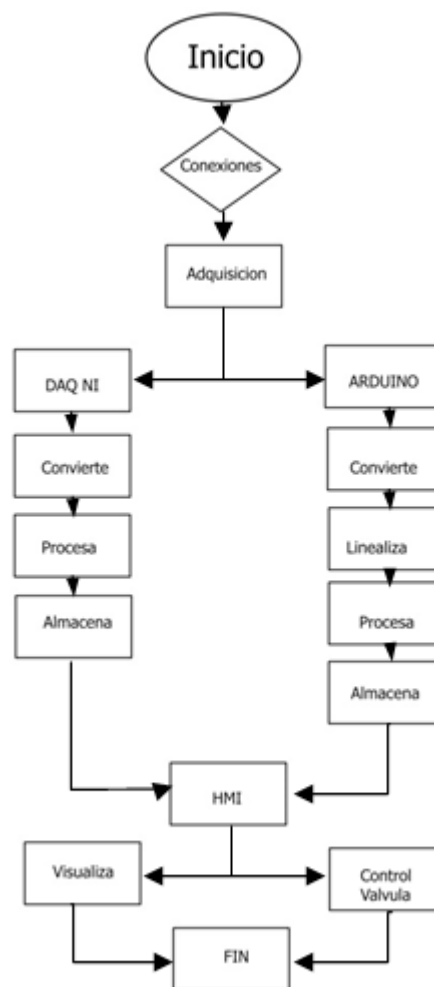 Inicio
Conexiones
Adquisicion
DAQ NI
ARDUINO
Convierte
Convierte
Procesa
Linealiza
Almacena
Procesa
Almacena
HMI
Visualiza
Control
Valvula
FIN